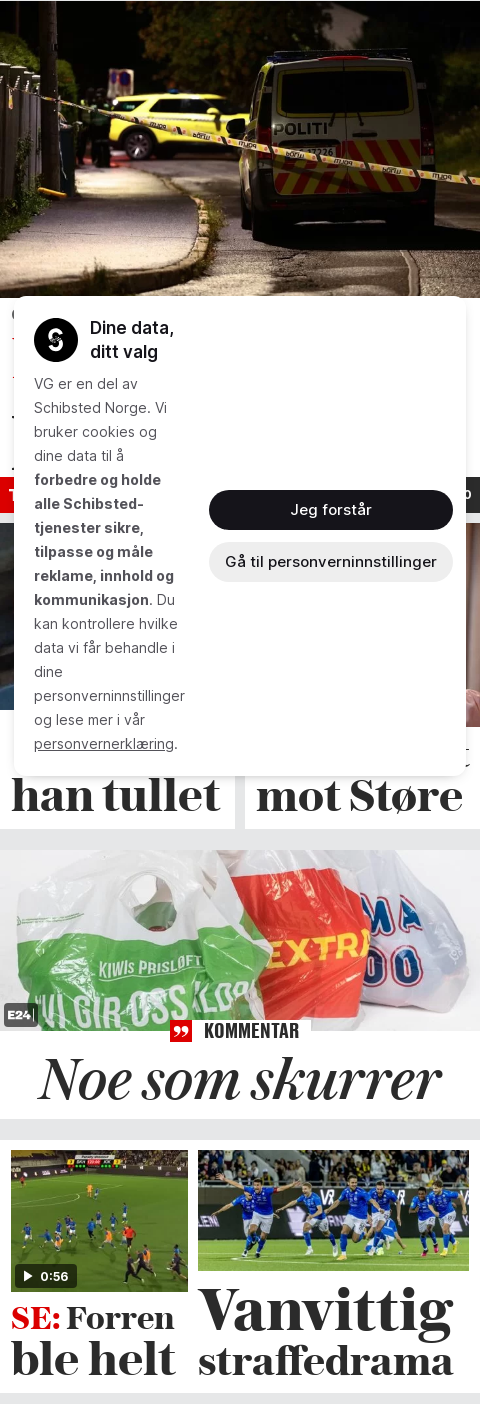 POLITI
Dine data,
ditt valg
VG er en del av
Schibsted Norge. Vi
bruker cookies og
dine data til å
forbedre og holde
alle Schibsted-
tjenester sikre,
tilpasse og måle
reklame, innhold og
kommunikasjon. Du
kan kontrollere hvilke
data vi får behandle i
dine
personverninnstillinger
og lese mer i vår
personvernerklæring.
Jeg forstår
Gå til personverninnstillinger
han tullet
mot Støre
KIWIS PRISLØFT
VI GIR OSS
EXTRA
E24
KOMMENTAR
Noe som skurrer
0:56
SE: Forren
ble helt
Vanvittig
straffedrama